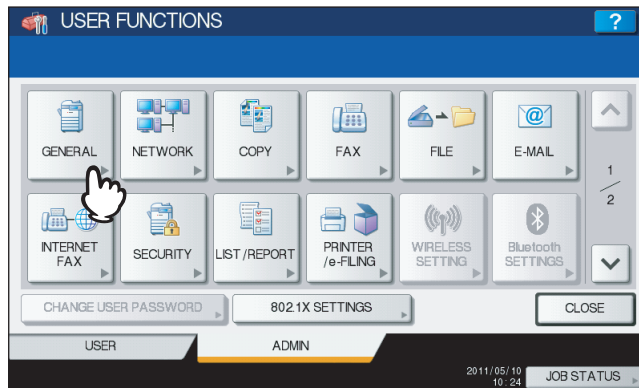 USER FUNCTIONS
?
GENERAL
NETWORK
COPY
FAX
FILE
E-MAIL
1
2
INTERNET
FAX
SECURITY
LIST/REPORT
PRINTER
/e-FILING
WIRELESS
SETTING
Bluetooth
SETTINGS
CHANGE USER PASSWORD
802.1X SETTINGS
CLOSE
USER
ADMIN
2011/05/10
10:24
JOB STATUS